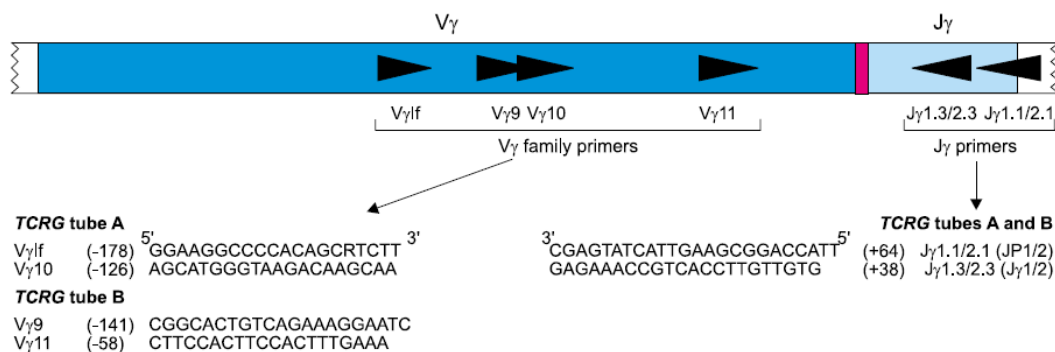 Vγ Jγ
VγIf Vγ9 Vγ10 Vγ11 Jγ1.3/2.3 Jγ1.1/2.1
Vγ family primers Jγ primers
TCRG tube A TCRG tubes A and B
5' 3' 3' 5'
VγIf (-178) GGAAGGCCCCACAGCRTCTT CGAGTATCATTGAAGCGGACCATT (+64) Jγ1.1/2.1 (JP1/2)
Vγ10 (-126) AGCATGGGTAAGACAAGCAA GAGAAACCGTCACCTTGTTGTG (+38) Jγ1.3/2.3 (Jγ1/2)
TCRG tube B
Vγ9 (-141) CGGCACTGTCAGAAAGGAATC
Vγ11 (-58) CTTCCACTTCCACTTTGAAA